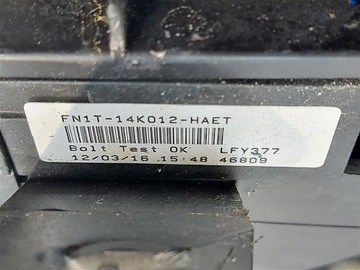 FN1T-14K012-HAET
Bolt Test OK LFY377
12/03/16 15:48 46809